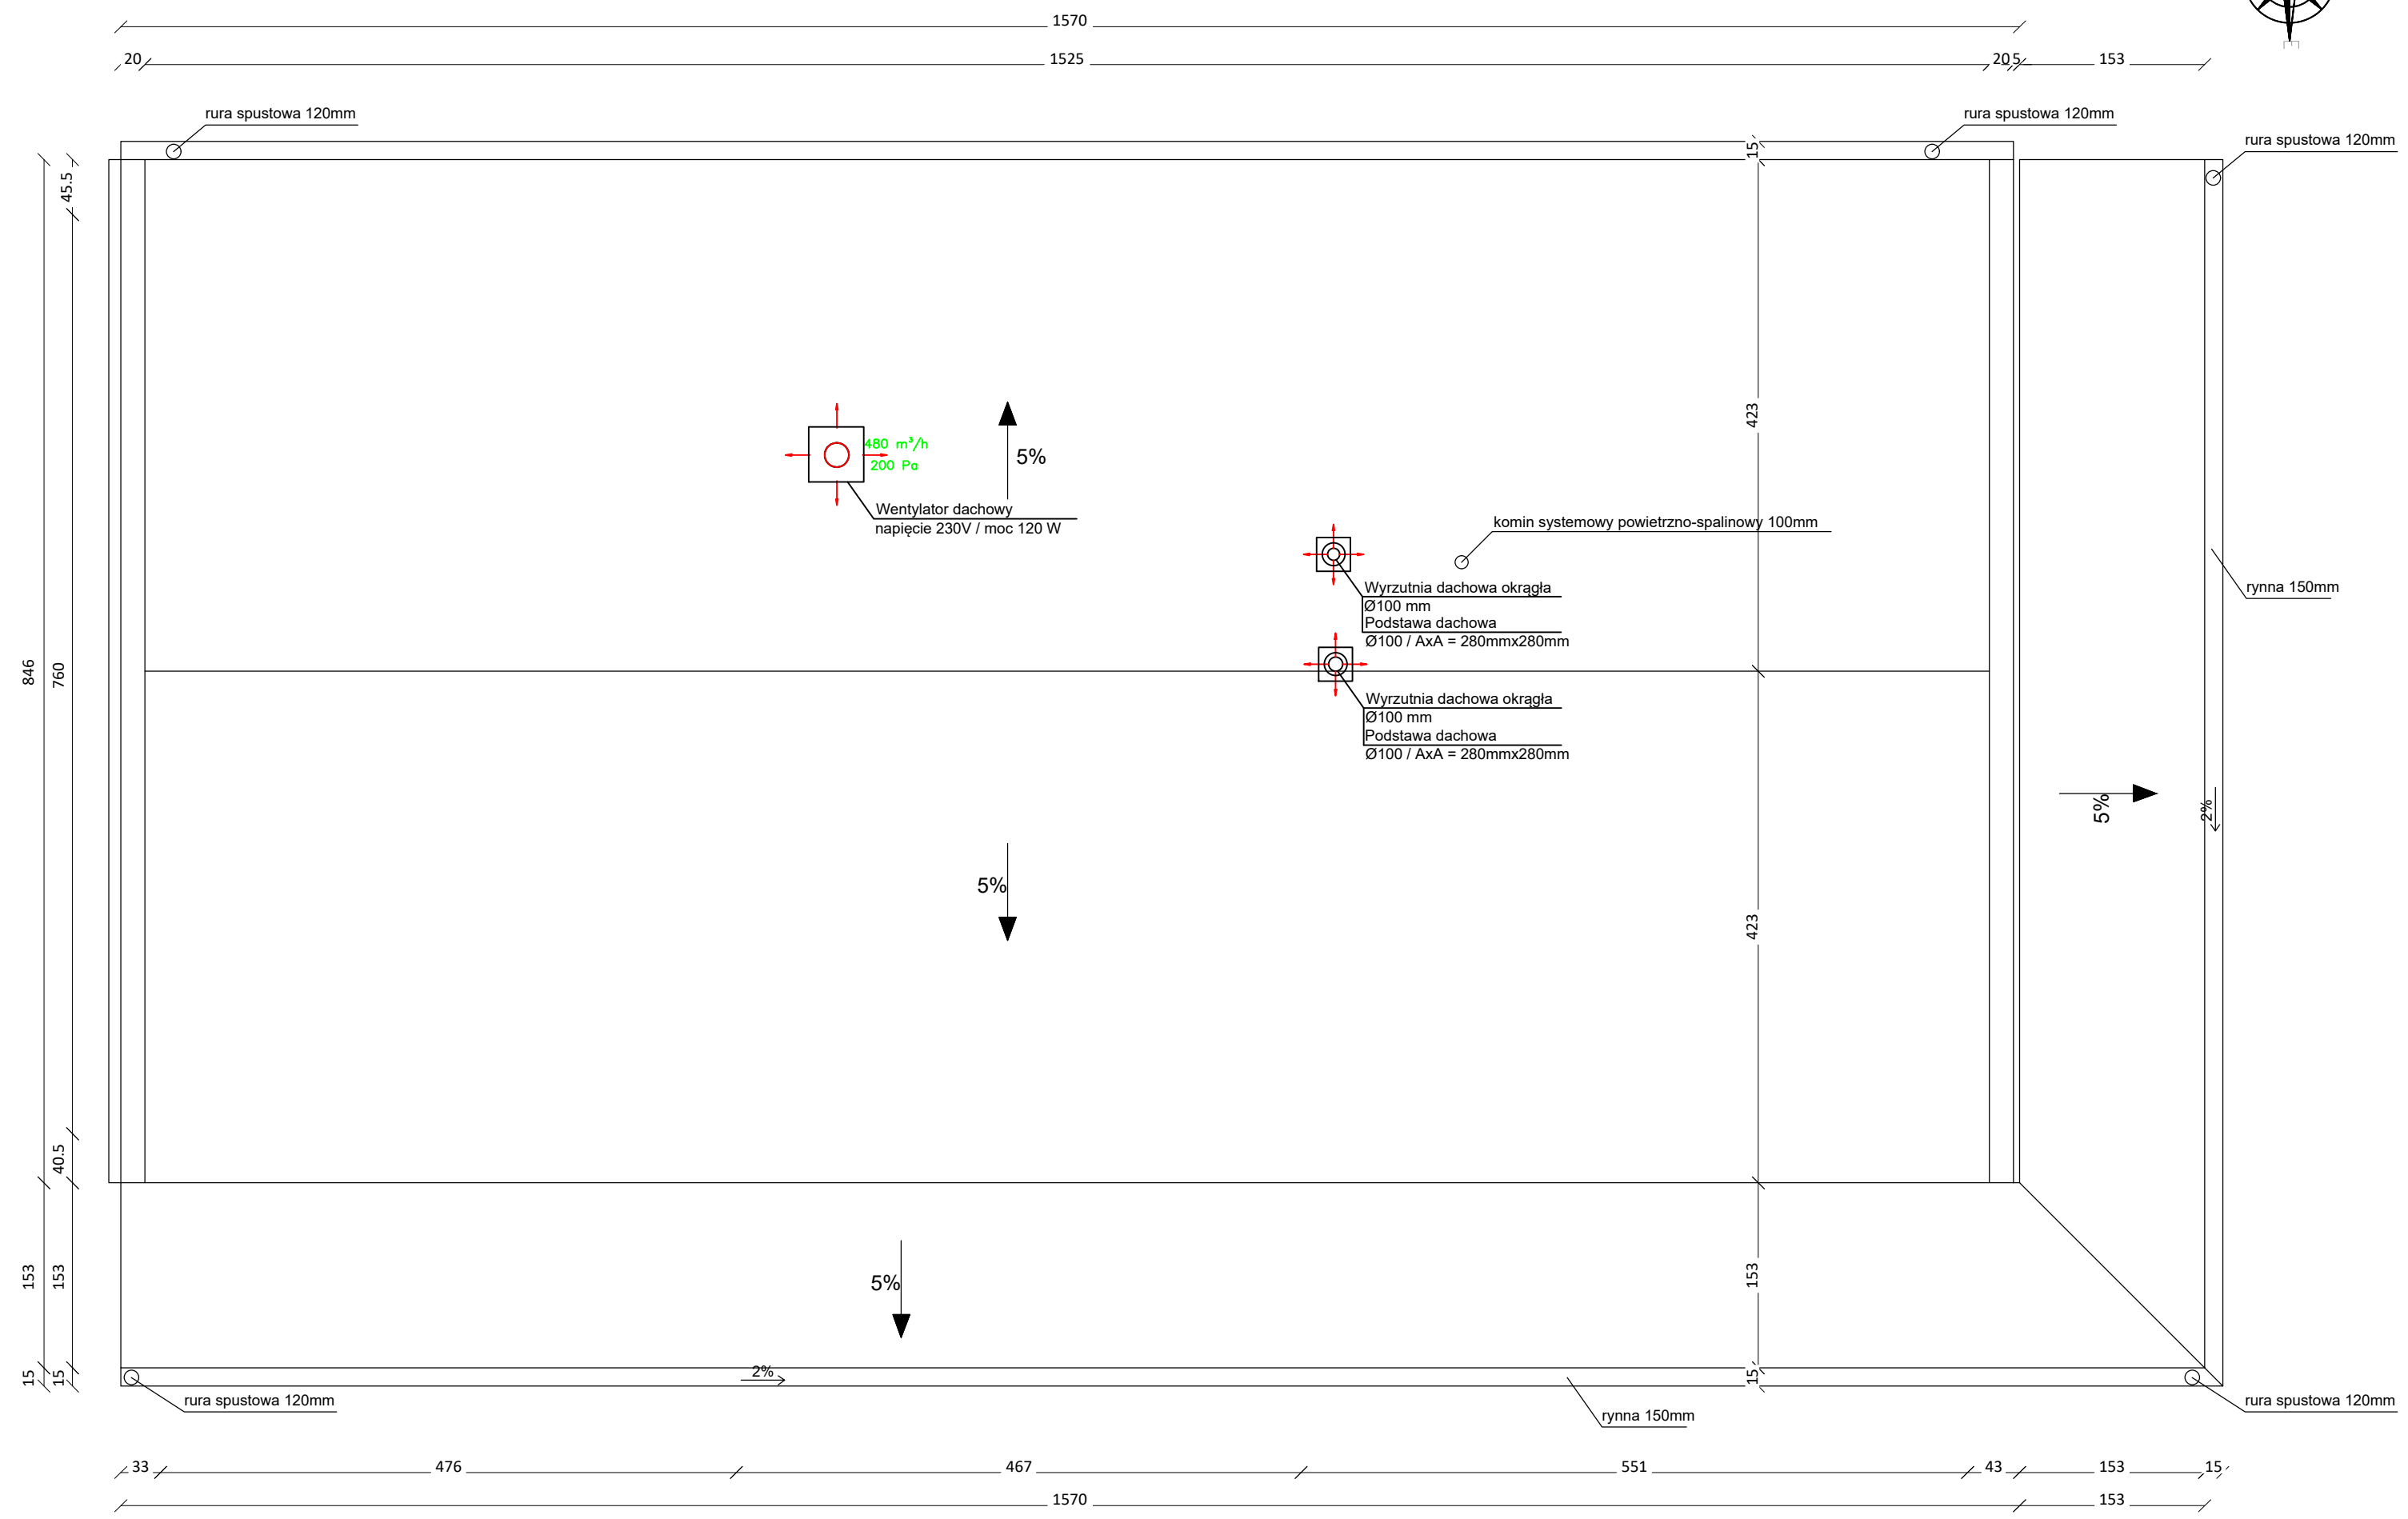 1570
20
1525
20
5
153
rura spustowa 120mm
rura spustowa 120mm
rura spustowa 120mm
15
45.5
423
480 m³/h
200 Pa
5%
Wentylator dachowy
napięcie 230V / moc 120 W
komin systemowy powietrzno-spalinowy 100mm
Wyrzutnia dachowa okrągła
Ø100 mm
Podstawa dachowa
Ø100 / AxA = 280mmx280mm
rynna 150mm
846
760
Wyrzutnia dachowa okrągła
Ø100 mm
Podstawa dachowa
Ø100 / AxA = 280mmx280mm
5%
2%
5%
423
40.5
153
153
5%
153
15
15
2%
15
rura spustowa 120mm
rynna 150mm
rura spustowa 120mm
33
476
467
551
43
153
15
1570
153